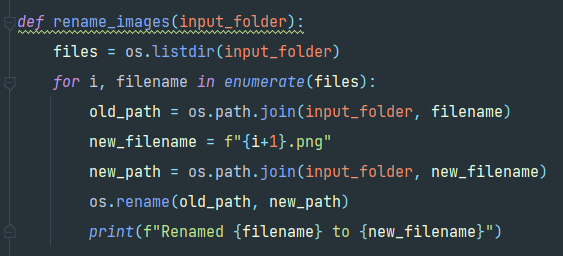 def rename_images(input_folder):
    files = os.listdir(input_folder)
    for i, filename in enumerate(files):
        old_path = os.path.join(input_folder, filename)
        new_filename = f"{i+1}.png"
        new_path = os.path.join(input_folder, new_filename)
        os.rename(old_path, new_path)
        print(f"Renamed {filename} to {new_filename}")